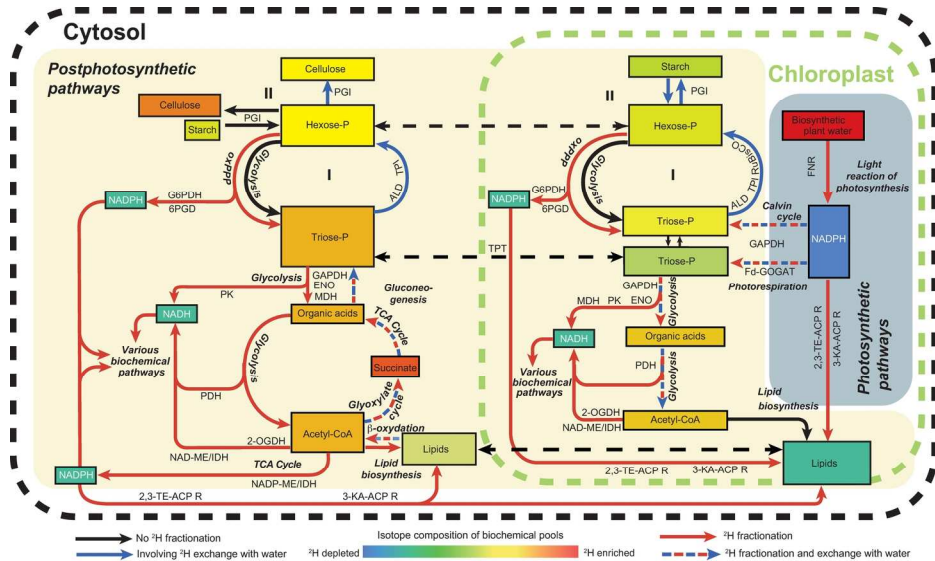 Cytosol
Postphotosynthetic
pathways
Cellulose
PGI
II
Cellulose
PGI
Starch
Hexose-P
oxPPP
Glycolysis
I
ALD TPI
NADPH
G6PDH
6PGD
Triose-P
Glycolysis
GAPDH
ENO
MDH
PK
Gluconeo-
genesis
NADH
Organic acids
TCA Cycle
Various
biochemical
pathways
Glycolysis
Succinate
PDH
Glyoxylate
cycle
β-oxydation
Acetyl-CoA
2-OGDH
NAD-ME/IDH
Lipids
Lipid
biosynthesis
TCA Cycle
NADPH
NADP-ME/IDH
2,3-TE-ACP R
3-KA-ACP R
TPT
Chloroplast
Starch
PGI
II
Hexose-P
oxPPP
Glycolysis
I
ALD TPI RuBisCO
NADPH
G6PDH
6PGD
Triose-P
Triose-P
GAPDH
MDH PK ENO
Glycolysis
NADH
Organic acids
Various
biochemical
pathways
PDH
Glycolysis
2-OGDH
NAD-ME/IDH
Acetyl-CoA
Lipid
biosynthesis
2,3-TE-ACP R
3-KA-ACP R
Lipids
Biosynthetic
plant water
FNR
Light
reaction of
photosynthesis
Calvin
cycle
GAPDH
NADPH
Fd-GOGAT
Photorespiration
2,3-TE-ACP R
3-KA-ACP R
Photosynthetic
pathways
No ²H fractionation
Involving ²H exchange with water
Isotope composition of biochemical pools
²H depleted
²H enriched
²H fractionation
²H fractionation and exchange with water